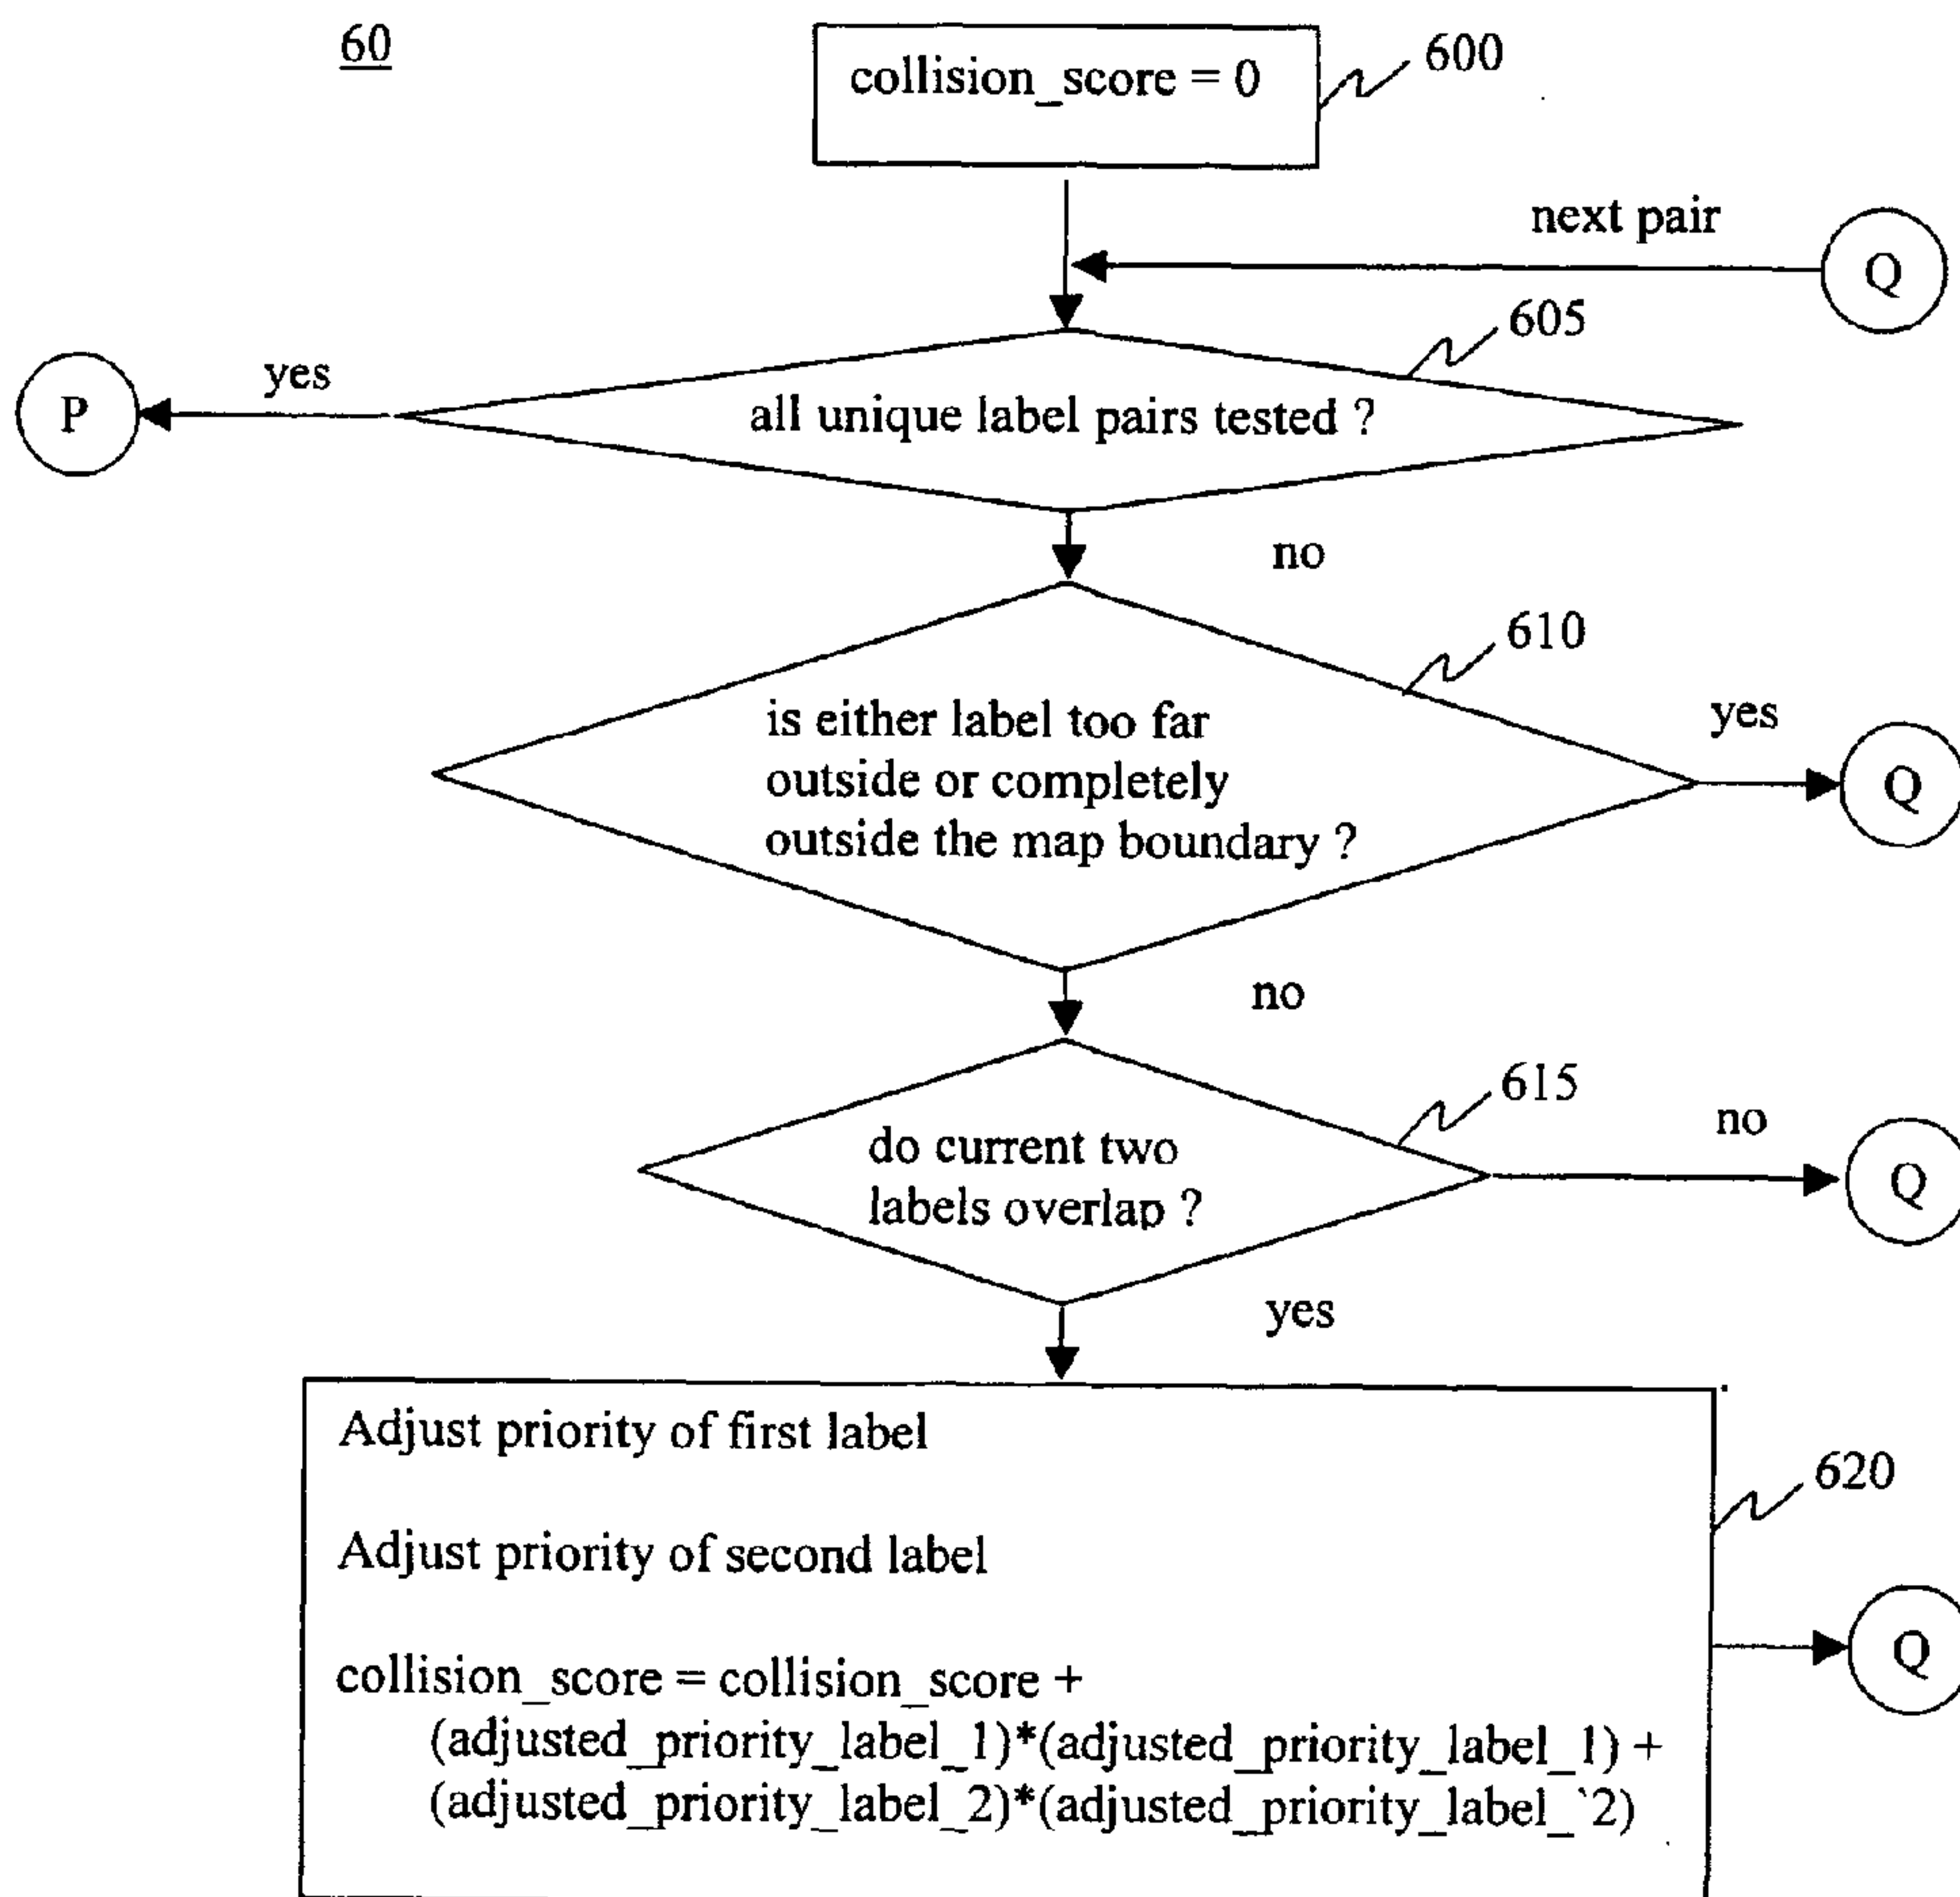 60
collision_score = 0
600
next pair
Q
605
yes
P
all unique label pairs tested ?
no
610
is either label too far
outside or completely
outside the map boundary ?
yes
Q
no
615
do current two
labels overlap ?
no
Q
yes
Adjust priority of first label
620
Adjust priority of second label
Q
collision_score = collision_score +
(adjusted_priority_label_1)*(adjusted_priority_label_1) +
(adjusted_priority_label_2)*(adjusted_priority_label_`2)